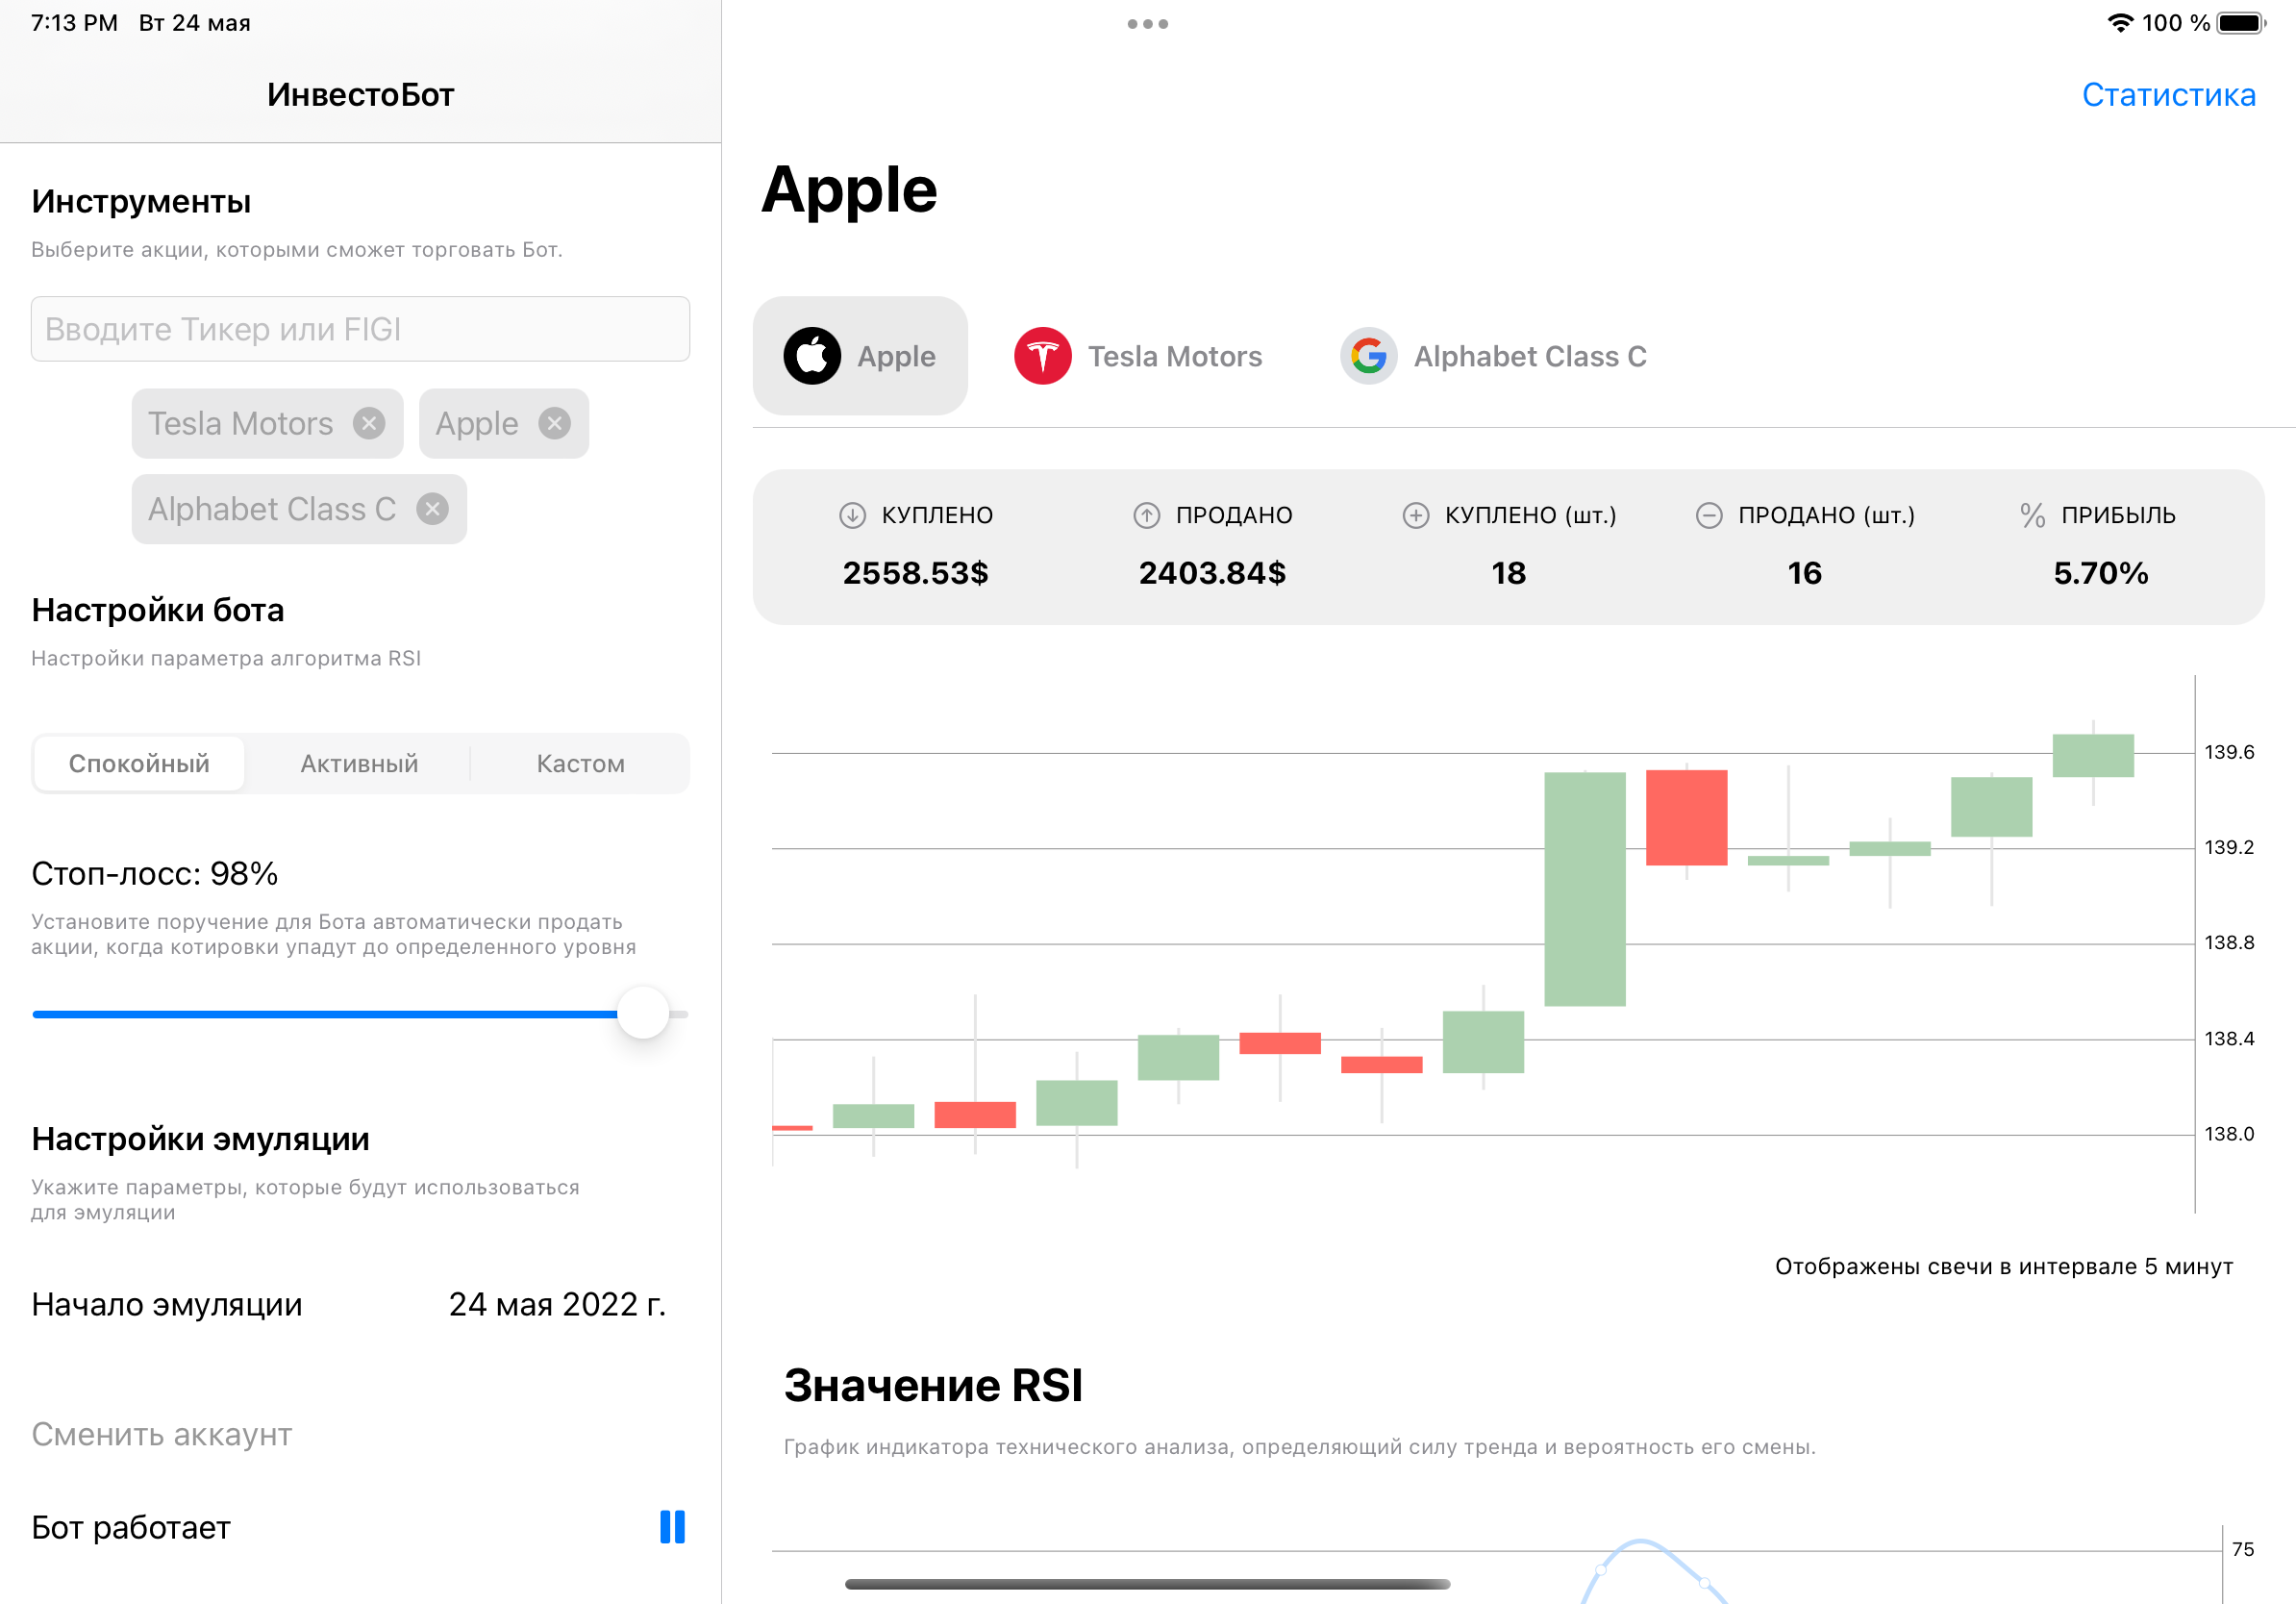 7:13 PM Вт 24 мая
100 %
ИнвестоБот
Инструменты
Выберите акции, которыми сможет торговать Бот.
Вводите Тикер или FIGI
Tesla Motors
Apple
Alphabet Class C
Настройки бота
Настройки параметра алгоритма RSI
Спокойный
Активный
Кастом
Стоп-лосс: 98%
Установите поручение для Бота автоматически продать
акции, когда котировки упадут до определенного уровня
Настройки эмуляции
Укажите параметры, которые будут использоваться
для эмуляции
Начало эмуляции
24 мая 2022 г.
Сменить аккаунт
Бот работает
Статистика
Apple
Apple
Tesla Motors
Alphabet Class C
КУПЛЕНО
2558.53$
ПРОДАНО
2403.84$
КУПЛЕНО (шт.)
18
ПРОДАНО (шт.)
16
% ПРИБЫЛЬ
5.70%
139.6
139.2
138.8
138.4
138.0
Отображены свечи в интервале 5 минут
Значение RSI
График индикатора технического анализа, определяющий силу тренда и вероятность его смены.
75